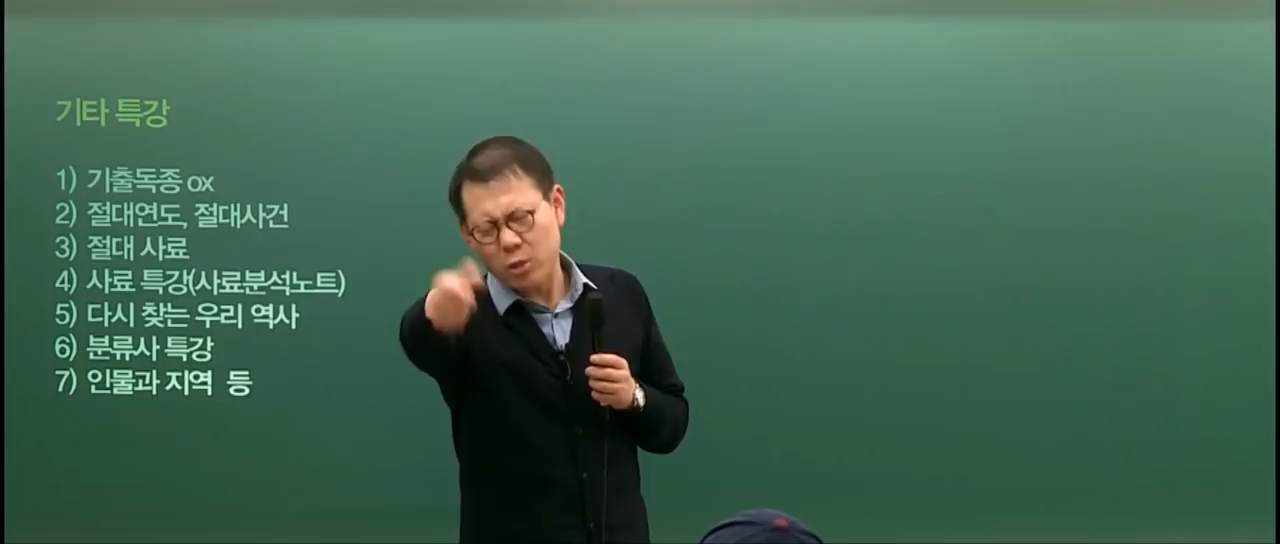 기타 특강
1) 기출독종 ox
2) 절대연도, 절대사건
3) 절대 사료
4) 사료 특강(사료분석노트)
5) 다시 찾는 우리 역사
6) 분류사 특강
7) 인물과 지역 등